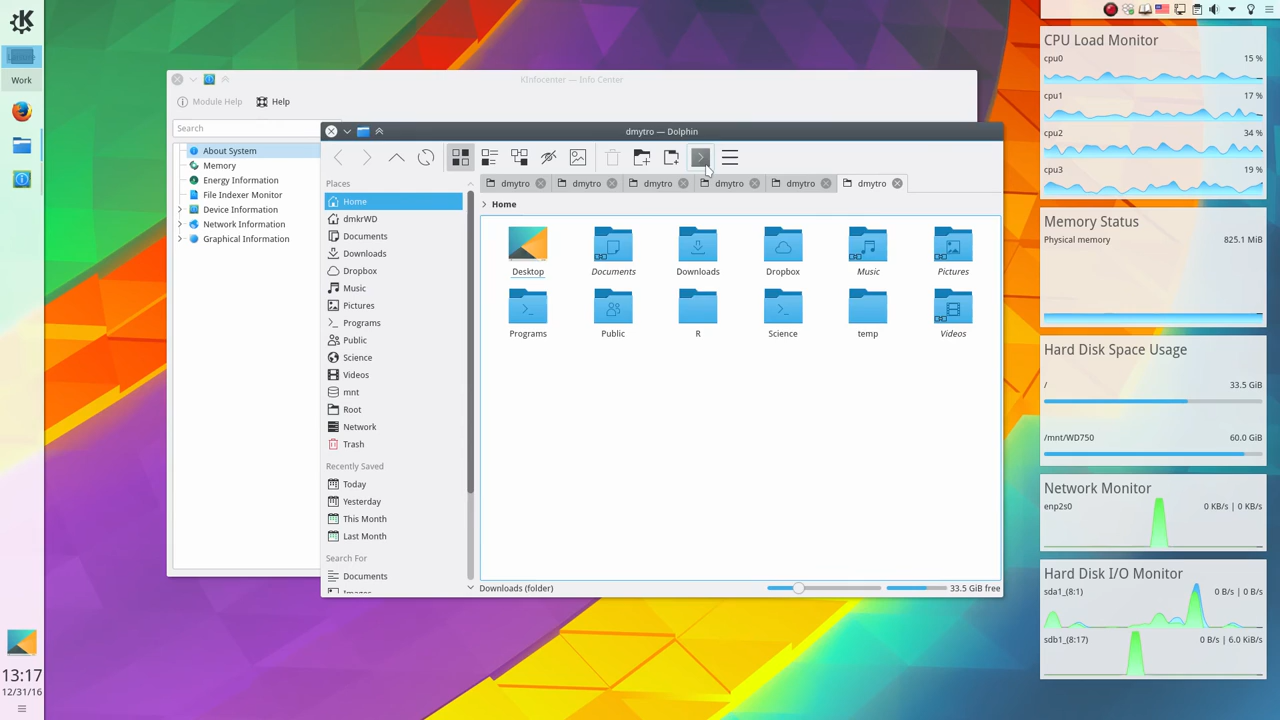 Work
13:17
12/31/16
KInfocenter — Info Center
Module Help
Help
Search
About System
Memory
Energy Information
File Indexer Monitor
Device Information
Network Information
Graphical Information
dmytro — Dolphin
Places
Home
dmkrWD
Documents
Downloads
Dropbox
Music
Pictures
Programs
Public
Science
Videos
mnt
Root
Network
Trash
Recently Saved
Today
Yesterday
This Month
Last Month
Search For
Documents
dmytro dmytro dmytro dmytro dmytro dmytro
Home
Desktop Documents Downloads Dropbox Music Pictures
Programs Public R Science temp Videos
Downloads (folder)
33.5 GiB free
CPU Load Monitor
cpu0 15 %
cpu1 17 %
cpu2 34 %
cpu3 19 %
Memory Status
Physical memory 825.1 MiB
Hard Disk Space Usage
/ 33.5 GiB
/mnt/WD750 60.0 GiB
Network Monitor
enp2s0 0 KB/s | 0 KB/s
Hard Disk I/O Monitor
sda1_(8:1) 0 B/s | 0 B/s
sdb1_(8:17) 0 B/s | 6.0 KiB/s